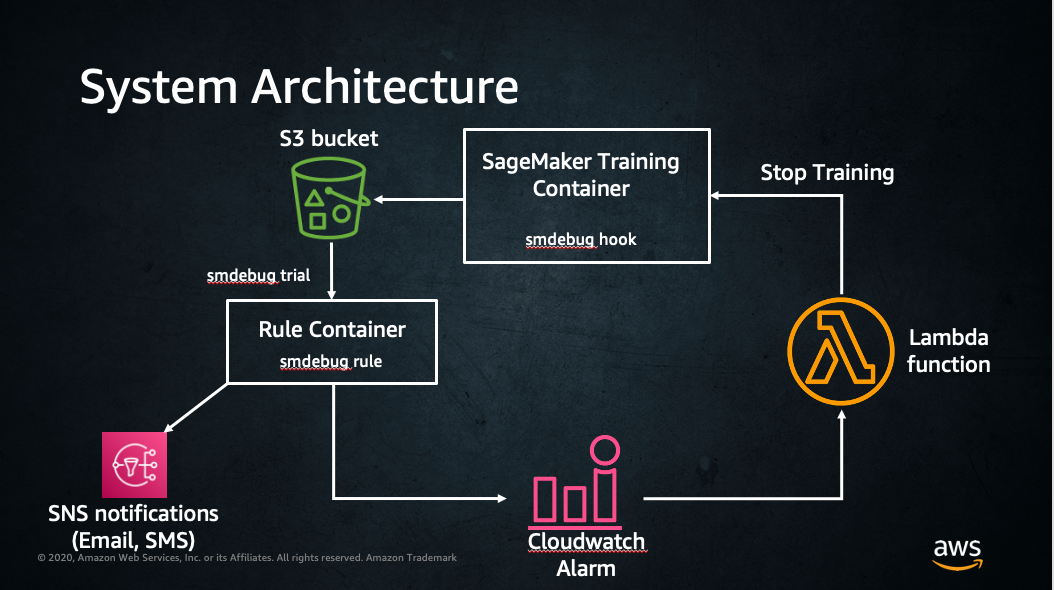 System Architecture
S3 bucket
SageMaker Training
Container
smdebug hook
Stop Training
smdebug trial
Rule Container
smdebug rule
Lambda
function
SNS notifications
(Email, SMS)
Cloudwatch
Alarm
© 2020, Amazon Web Services, Inc. or its Affiliates. All rights reserved. Amazon Trademark
aws